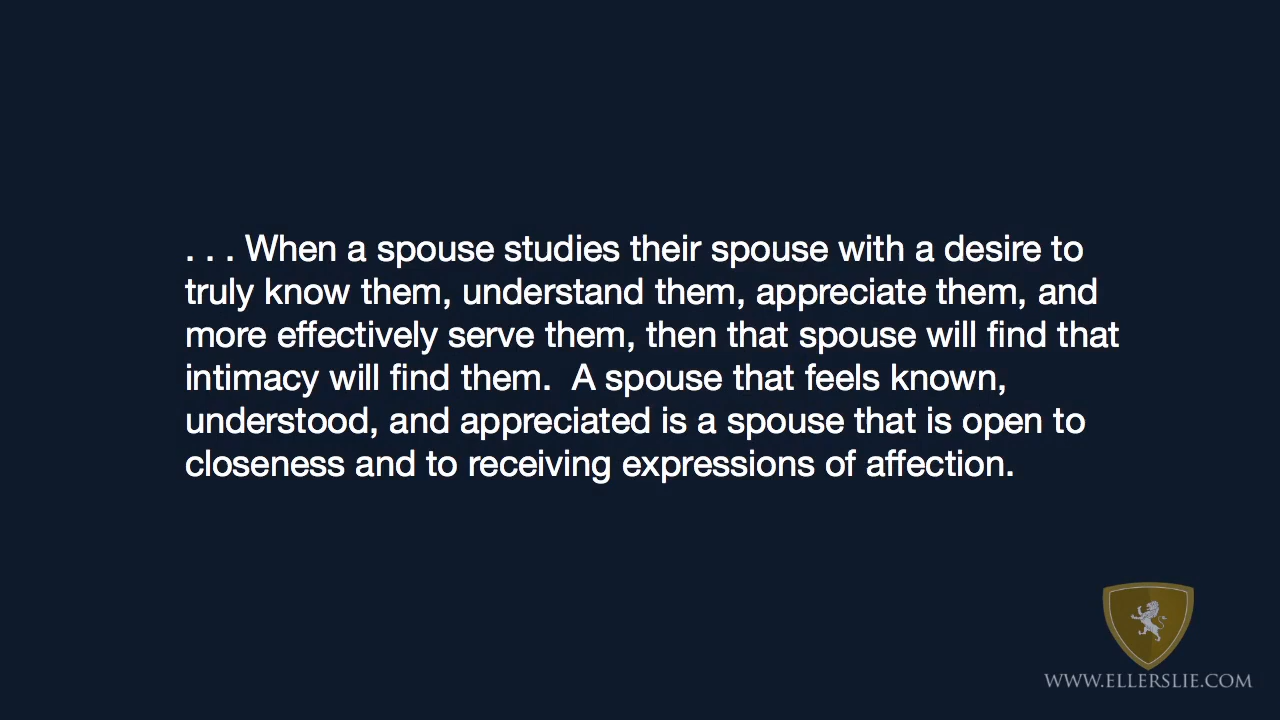 . . . When a spouse studies their spouse with a desire to
truly know them, understand them, appreciate them, and
more effectively serve them, then that spouse will find that
intimacy will find them.  A spouse that feels known,
understood, and appreciated is a spouse that is open to
closeness and to receiving expressions of affection.
WWW.ELLERSLIE.COM